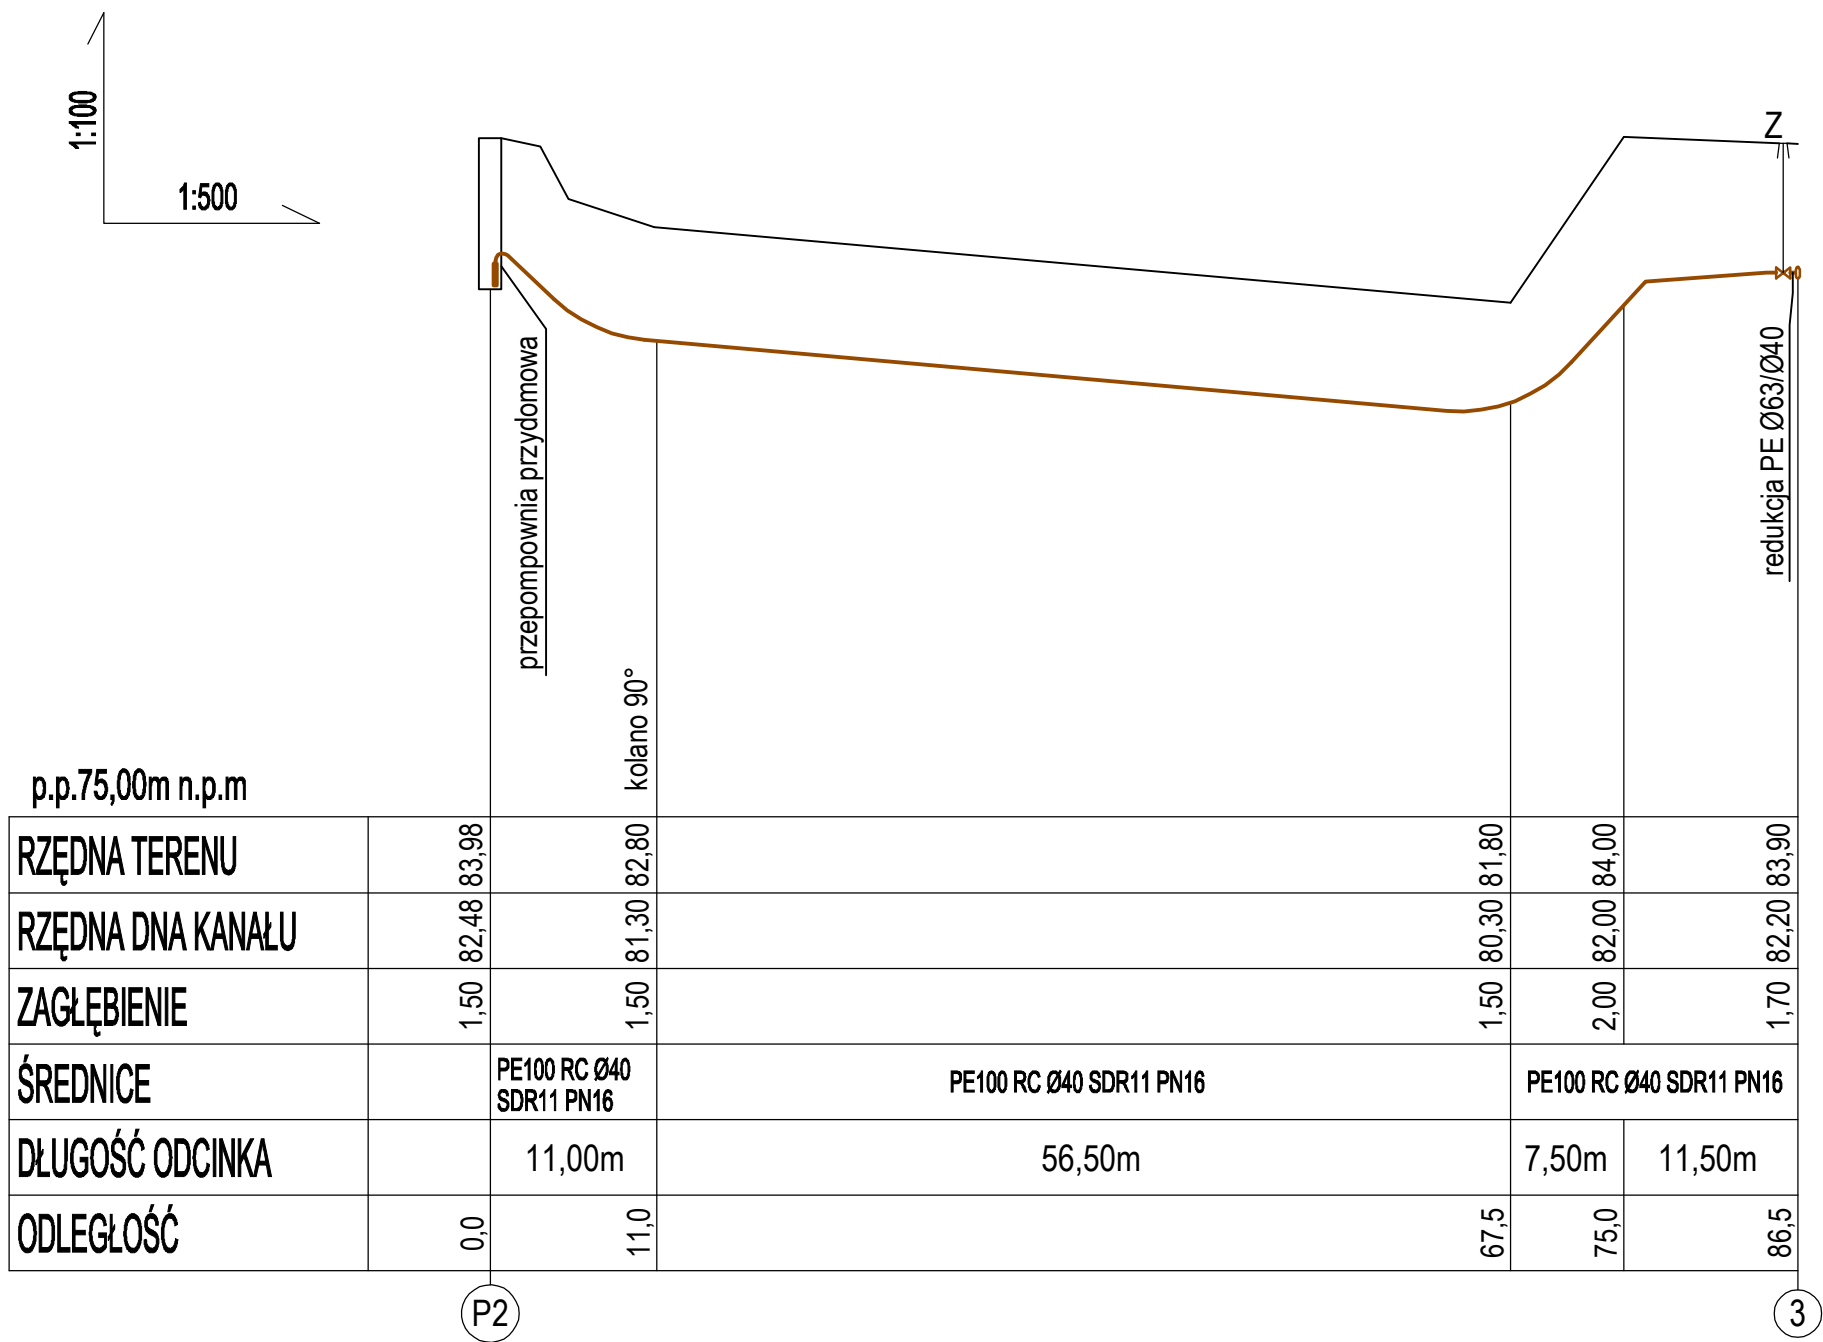 1:100
1:500
Z
przepompownia przydomowa
kolano 90°
redukcja PE Ø63/Ø40
p.p.75,00m n.p.m
RZĘDNA TERENU 83,98 82,80 81,80 84,00 83,90
RZĘDNA DNA KANAŁU 82,48 81,30 80,30 82,00 82,20
ZAGŁĘBIENIE 1,50 1,50 1,50 2,00 1,70
ŚREDNICE PE100 RC Ø40 PE100 RC Ø40 SDR11 PN16 PE100 RC Ø40 SDR11 PN16
SDR11 PN16
DŁUGOŚĆ ODCINKA 11,00m 56,50m 7,50m 11,50m
ODLEGŁOŚĆ 0,0 11,0 67,5 75,0 86,5
P2 3